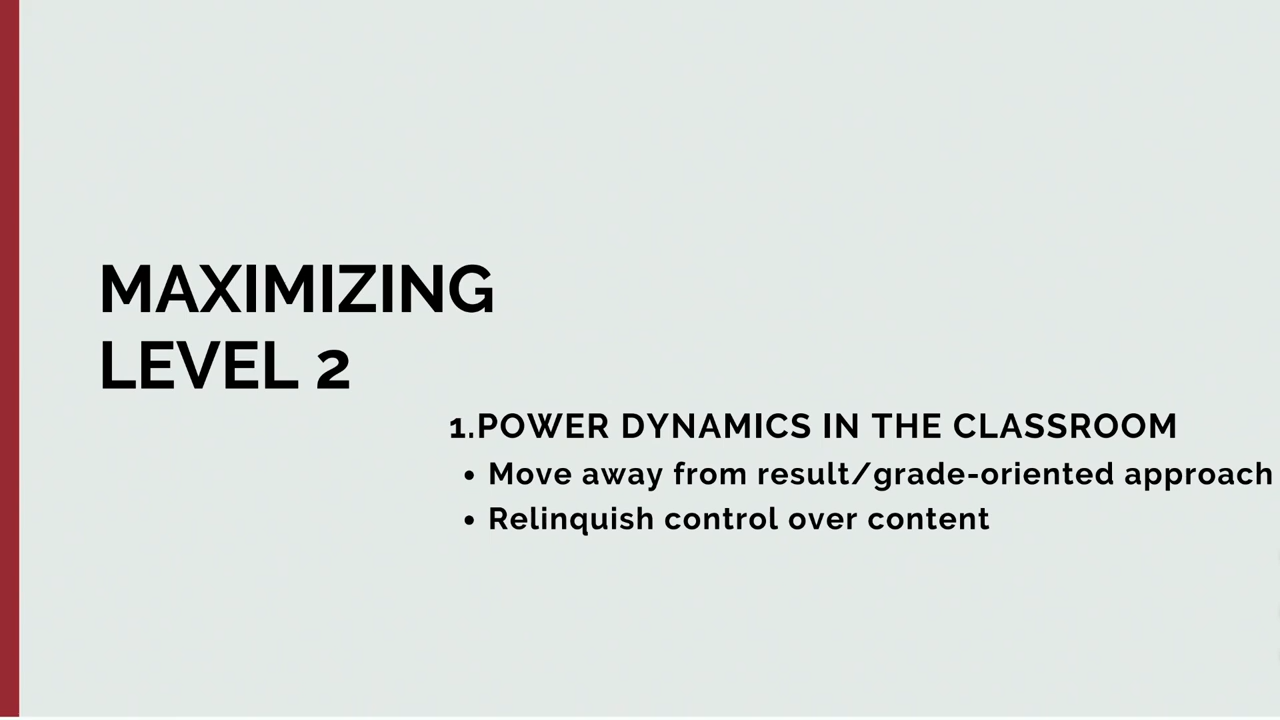 MAXIMIZING
LEVEL 2
1.POWER DYNAMICS IN THE CLASSROOM
• Move away from result/grade-oriented approach
• Relinquish control over content